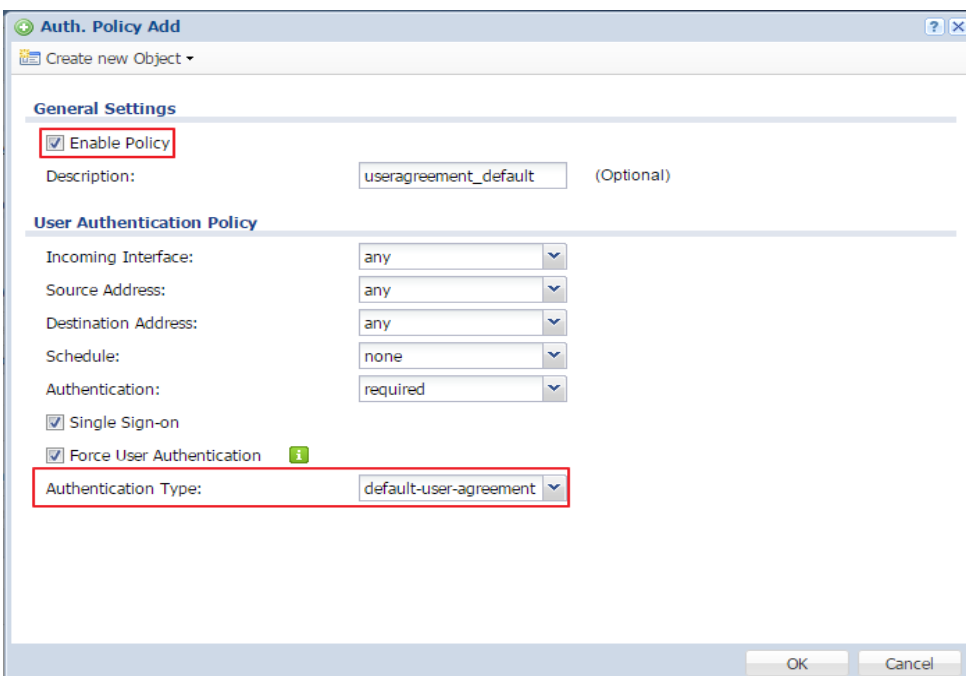 Auth. Policy Add
Create new Object
General Settings
Enable Policy
Description: useragreement_default (Optional)
User Authentication Policy
Incoming Interface: any
Source Address: any
Destination Address: any
Schedule: none
Authentication: required
Single Sign-on
Force User Authentication
Authentication Type: default-user-agreement
OK Cancel